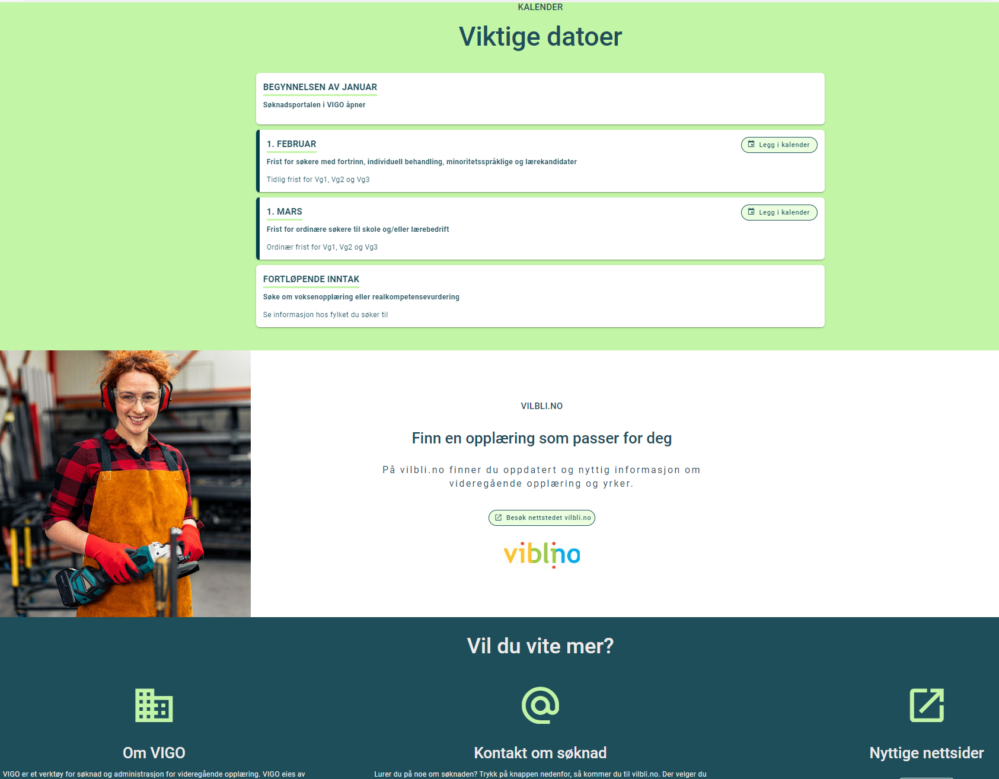 KALENDER
Viktige datoer
BEGYNNELSEN AV JANUAR
Søknadsportalen i VIGO åpner
1. FEBRUAR
Legg i kalender
Frist for søkere med fortrinn, individuell behandling, minoritetsspråklige og lærekandidater
Tidlig frist for Vg1, Vg2 og Vg3
1. MARS
Legg i kalender
Frist for ordinære søkere til skole og/eller lærebedrift
Ordinær frist for Vg1, Vg2 og Vg3
FORTLØPENDE INNTAK
Søke om voksenopplæring eller realkompetansevurdering
Se informasjon hos fylket du søker til
VILBLI.NO
Finn en opplæring som passer for deg
På vilbli.no finner du oppdatert og nyttig informasjon om
videregående opplæring og yrker.
Besøk nettstedet vilbli.no
viblino
Vil du vite mer?
Om VIGO
VIGO er et verktøy for søknad og administrasjon for videregående opplæring. VIGO eies av
Kontakt om søknad
Lurer du på noe om søknaden? Trykk på knappen nedenfor, så kommer du til vilbli.no. Der velger du
Nyttige nettsider